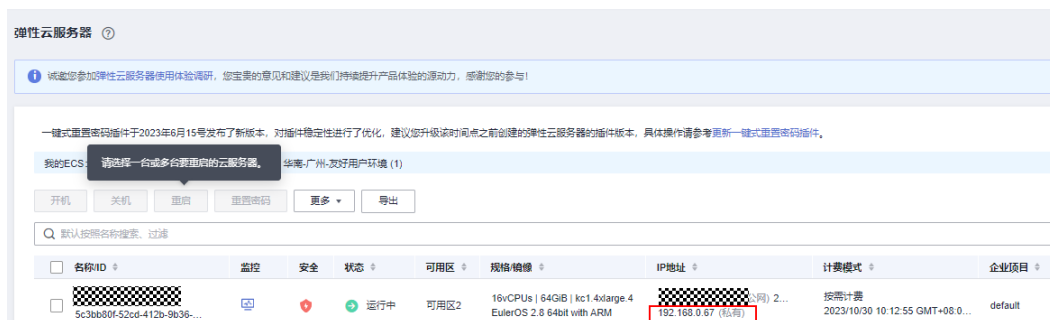 弹性云服务器
诚邀您参加弹性云服务器使用体验调研，您宝贵的意见和建议是我们持续提升产品体验的源动力，感谢您的参与！
一键式重置密码插件于2023年6月15号发布了新版本，对插件稳定性进行了优化，建议您升级该时间点之前创建的弹性云服务器的插件版本，具体操作请参考更新一键式重置密码插件。
我的ECS： 华南-广州-友好用户环境 (1)
请选择一台或多台要重启的云服务器。
开机 关机 重启 重置密码 更多 导出
默认按照名称搜索、过滤
名称/ID 监控 安全 状态 可用区 规格/镜像 IP地址 计费模式 企业项目
5c3bb80f-52cd-412b-9b36-... 运行中 可用区2 16vCPUs | 64GiB | kc1.4xlarge.4 公网) 2... 按需计费 default
EulerOS 2.8 64bit with ARM 192.168.0.67 (私有) 2023/10/30 10:12:55 GMT+08:0...